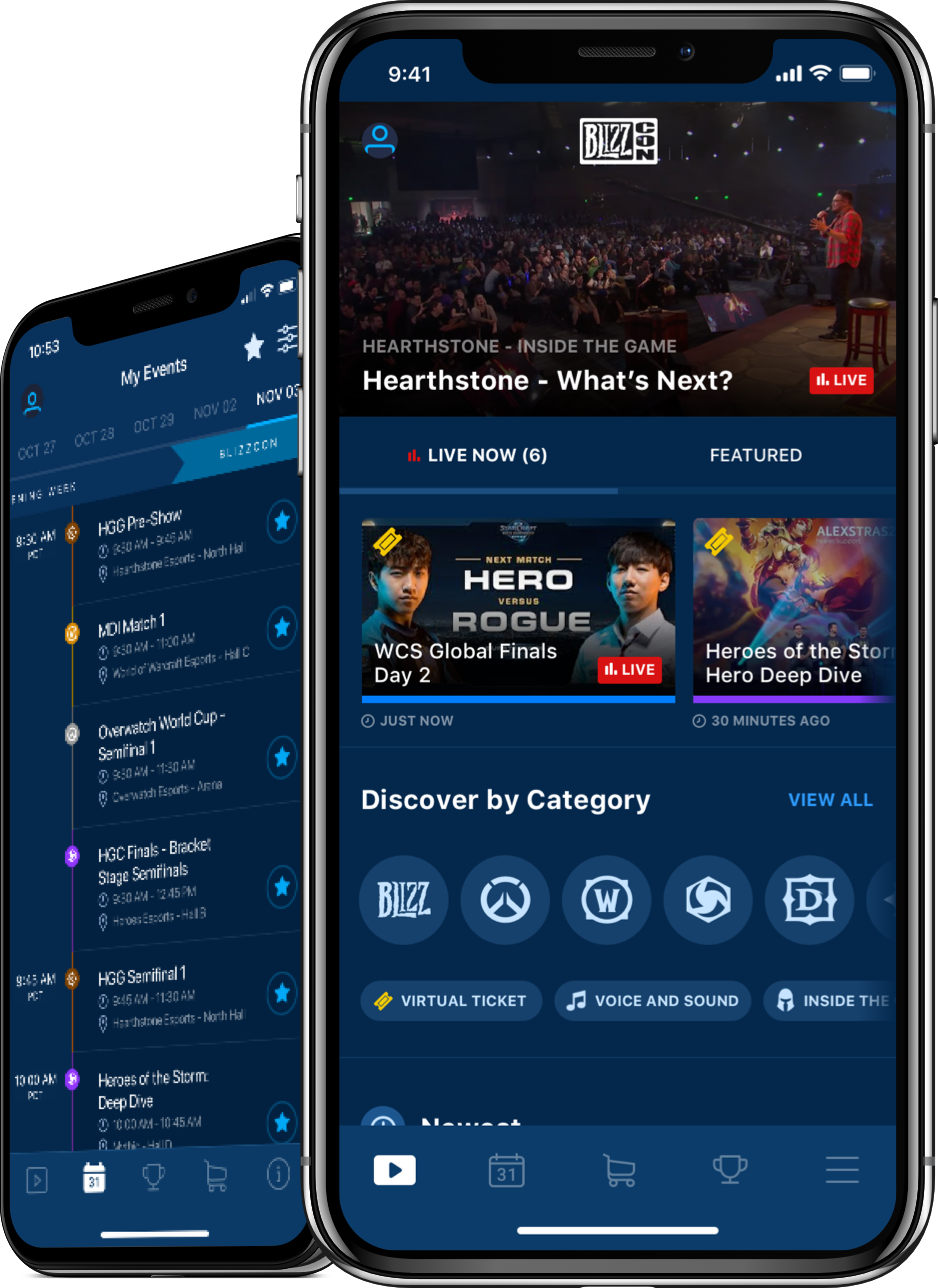 9:41
BLIZZ
CON
HEARTHSTONE - INSIDE THE GAME
Hearthstone - What's Next?
LIVE
LIVE NOW (6)
FEATURED
STARCRAFT
NEXT MATCH
HERO
VERSUS
ROGUE
WCS Global Finals
Day 2
LIVE
JUST NOW
ALEXSTRASZ
Heroes of the Stor
Hero Deep Dive
30 MINUTES AGO
Discover by Category
VIEW ALL
BLIZZ
W
D
VIRTUAL TICKET
VOICE AND SOUND
INSIDE THE
Newest
31
10:53
My Events
OCT 27
OCT 28
OCT 29
NOV 02
NOV 03
ENING WEEK
BLIZZCON
9:30 AM
PDT
HGG Pre-Show
9:30 AM - 9:45 AM
Hearthstone Esports - North Hall
MDI Match 1
9:30 AM - 11:00 AM
World of Warcraft Esports - Hall C
Overwatch World Cup -
Semifinal 1
9:30 AM - 11:30 AM
Overwatch Esports - Arena
HGC Finals - Bracket
Stage Semifinals
9:30 AM - 12:45 PM
Heroes Esports - Hall B
9:45 AM
PDT
HGG Semifinal 1
9:45 AM - 11:30 AM
Hearthstone Esports - North Hall
10:00 AM
PDT
Heroes of the Storm:
Deep Dive
10:00 AM - 10:45 AM
Mythic - Hall D
31